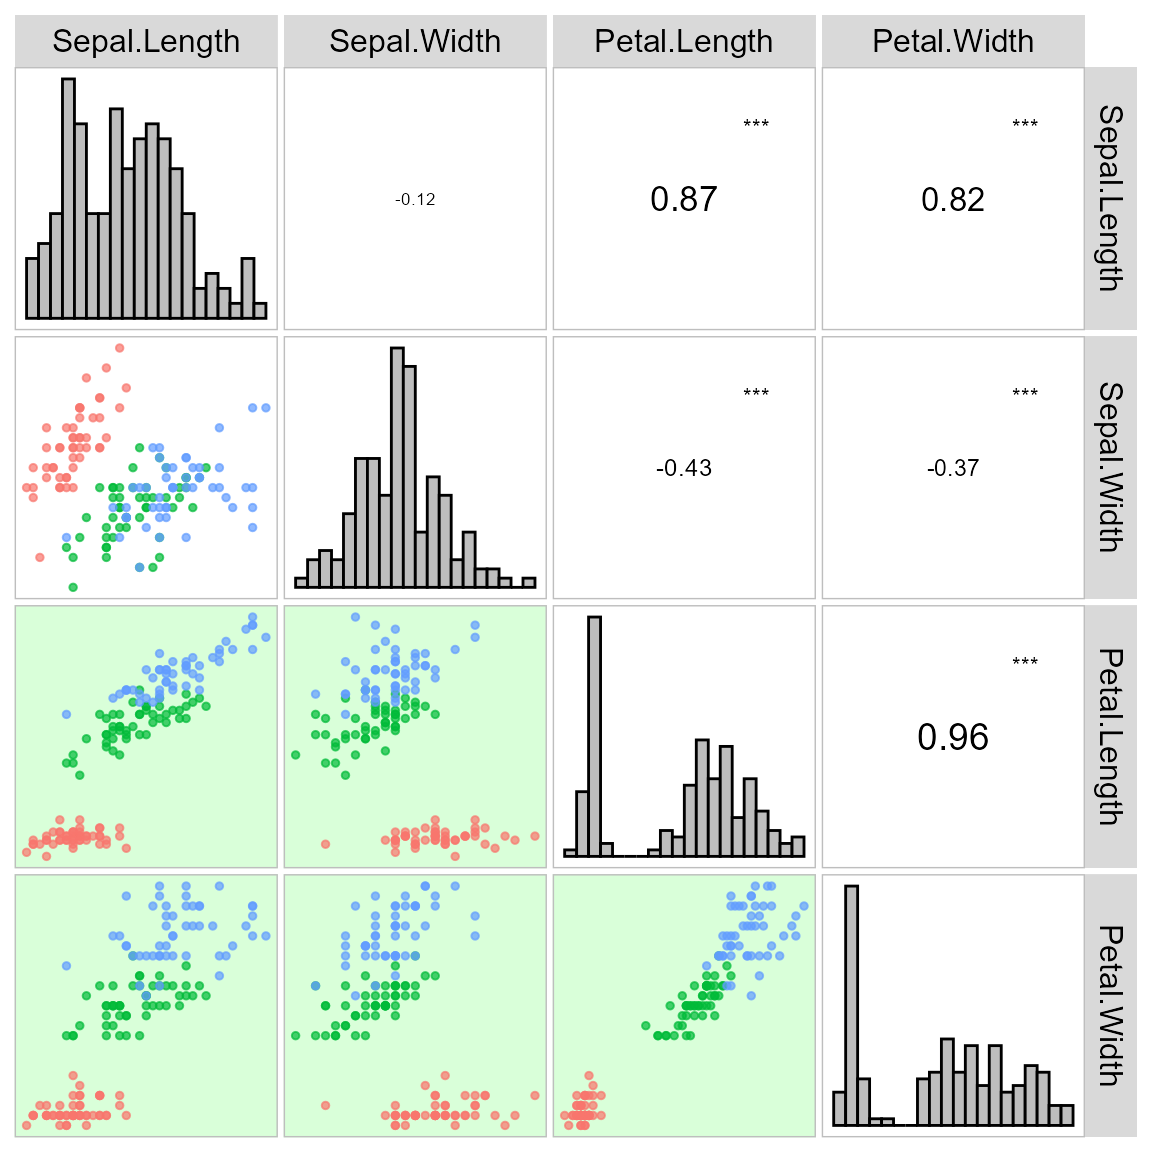 Sepal.Length
Sepal.Width
Petal.Length
Petal.Width
-0.12
***
0.87
***
0.82
Sepal.Length
***
-0.43
***
-0.37
Sepal.Width
***
0.96
Petal.Length
Petal.Width